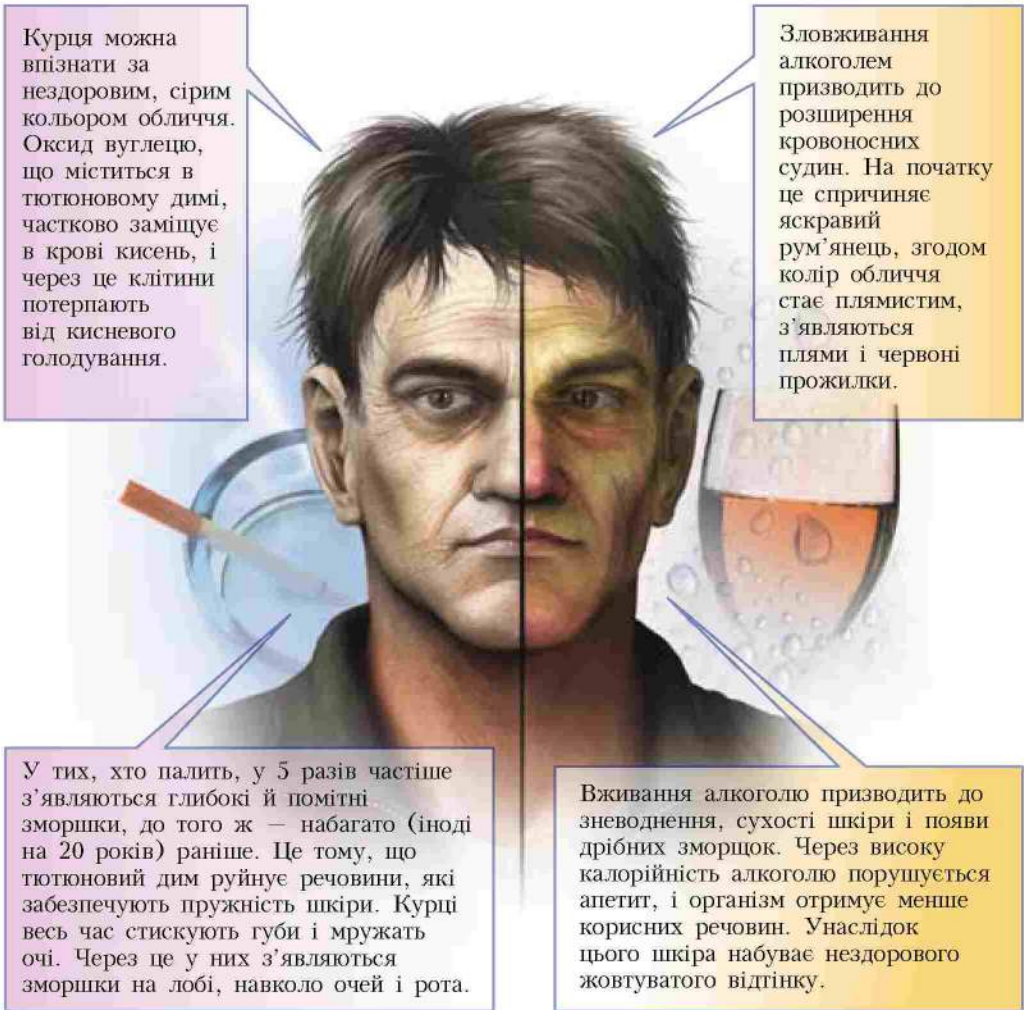 Курця можна
впізнати за
нездоровим, сірим
кольором обличчя.
Оксид вуглецю,
що міститься в
тютюновому димі,
частково заміщує
в крові кисень, і
через це клітини
потерпають
від кисневого
голодування.
Зловживання
алкоголем
призводить до
розширення
кровоносних
судин. На початку
це спричиняє
яскравий
рум’янець, згодом
колір обличчя
стає плямистим,
з’являються
плями і червоні
прожилки.
У тих, хто палить, у 5 разів частіше
з’являються глибокі й помітні
зморшки, до того ж — набагато (іноді
на 20 років) раніше. Це тому, що
тютюновий дим руйнує речовини, які
забезпечують пружність шкіри. Курці
весь час стискують губи і мружать
очі. Через це у них з’являються
зморшки на лобі, навколо очей і рота.
Вживання алкоголю призводить до
зневоднення, сухості шкіри і появи
дрібних зморщок. Через високу
калорійність алкоголю порушується
апетит, і організм отримує менше
корисних речовин. Унаслідок
цього шкіра набуває нездорового
жовтуватого відтінку.